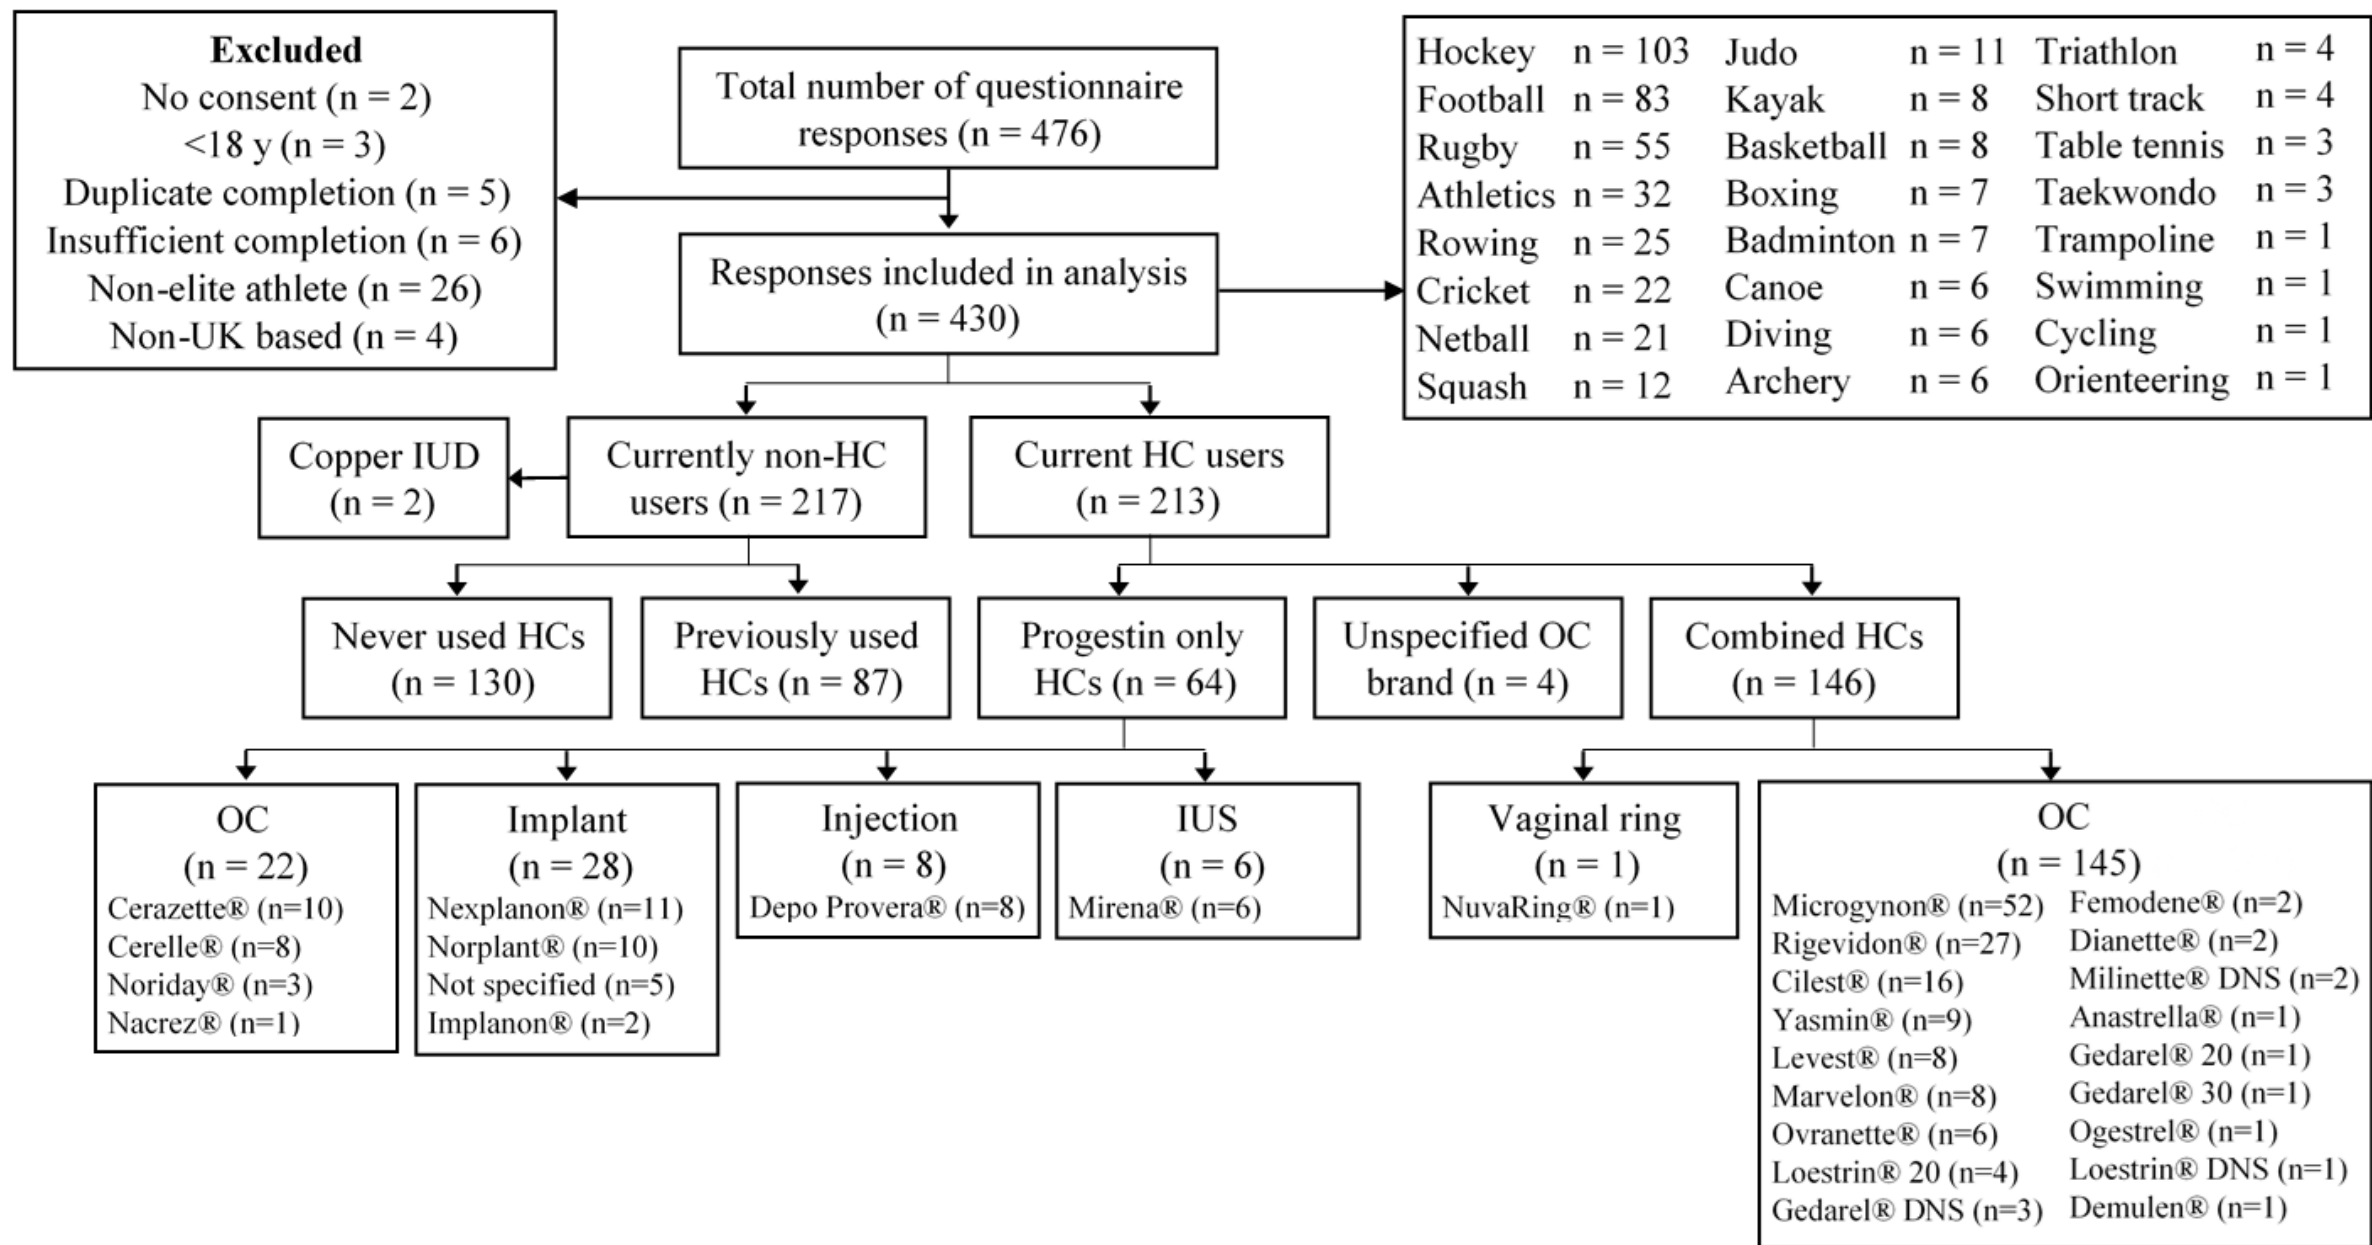 Excluded
No consent (n = 2)
<18 y (n = 3)
Duplicate completion (n = 5)
Insufficient completion (n = 6)
Non-elite athlete (n = 26)
Non-UK based (n = 4)
Total number of questionnaire
responses (n = 476)
Responses included in analysis
(n = 430)
Hockey n = 103 Judo n = 11 Triathlon n = 4
Football n = 83 Kayak n = 8 Short track n = 4
Rugby n = 55 Basketball n = 8 Table tennis n = 3
Athletics n = 32 Boxing n = 7 Taekwondo n = 3
Rowing n = 25 Badminton n = 7 Trampoline n = 1
Cricket n = 22 Canoe n = 6 Swimming n = 1
Netball n = 21 Diving n = 6 Cycling n = 1
Squash n = 12 Archery n = 6 Orienteering n = 1
Copper IUD
(n = 2)
Currently non-HC
users (n = 217)
Current HC users
(n = 213)
Never used HCs
(n = 130)
Previously used
HCs (n = 87)
Progestin only
HCs (n = 64)
Unspecified OC
brand (n = 4)
Combined HCs
(n = 146)
OC
(n = 22)
Cerazette® (n=10)
Cerelle® (n=8)
Noriday® (n=3)
Nacrez® (n=1)
Implant
(n = 28)
Nexplanon® (n=11)
Norplant® (n=10)
Not specified (n=5)
Implanon® (n=2)
Injection
(n = 8)
Depo Provera® (n=8)
IUS
(n = 6)
Mirena® (n=6)
Vaginal ring
(n = 1)
NuvaRing® (n=1)
OC
(n = 145)
Microgynon® (n=52)
Rigevidon® (n=27)
Cilest® (n=16)
Yasmin® (n=9)
Levest® (n=8)
Marvelon® (n=8)
Ovranette® (n=6)
Loestrin® 20 (n=4)
Gedarel® DNS (n=3)
Femodene® (n=2)
Dianette® (n=2)
Milinette® DNS (n=2)
Anastrella® (n=1)
Gedarel® 20 (n=1)
Gedarel® 30 (n=1)
Ogestrel® (n=1)
Loestrin® DNS (n=1)
Demulen® (n=1)